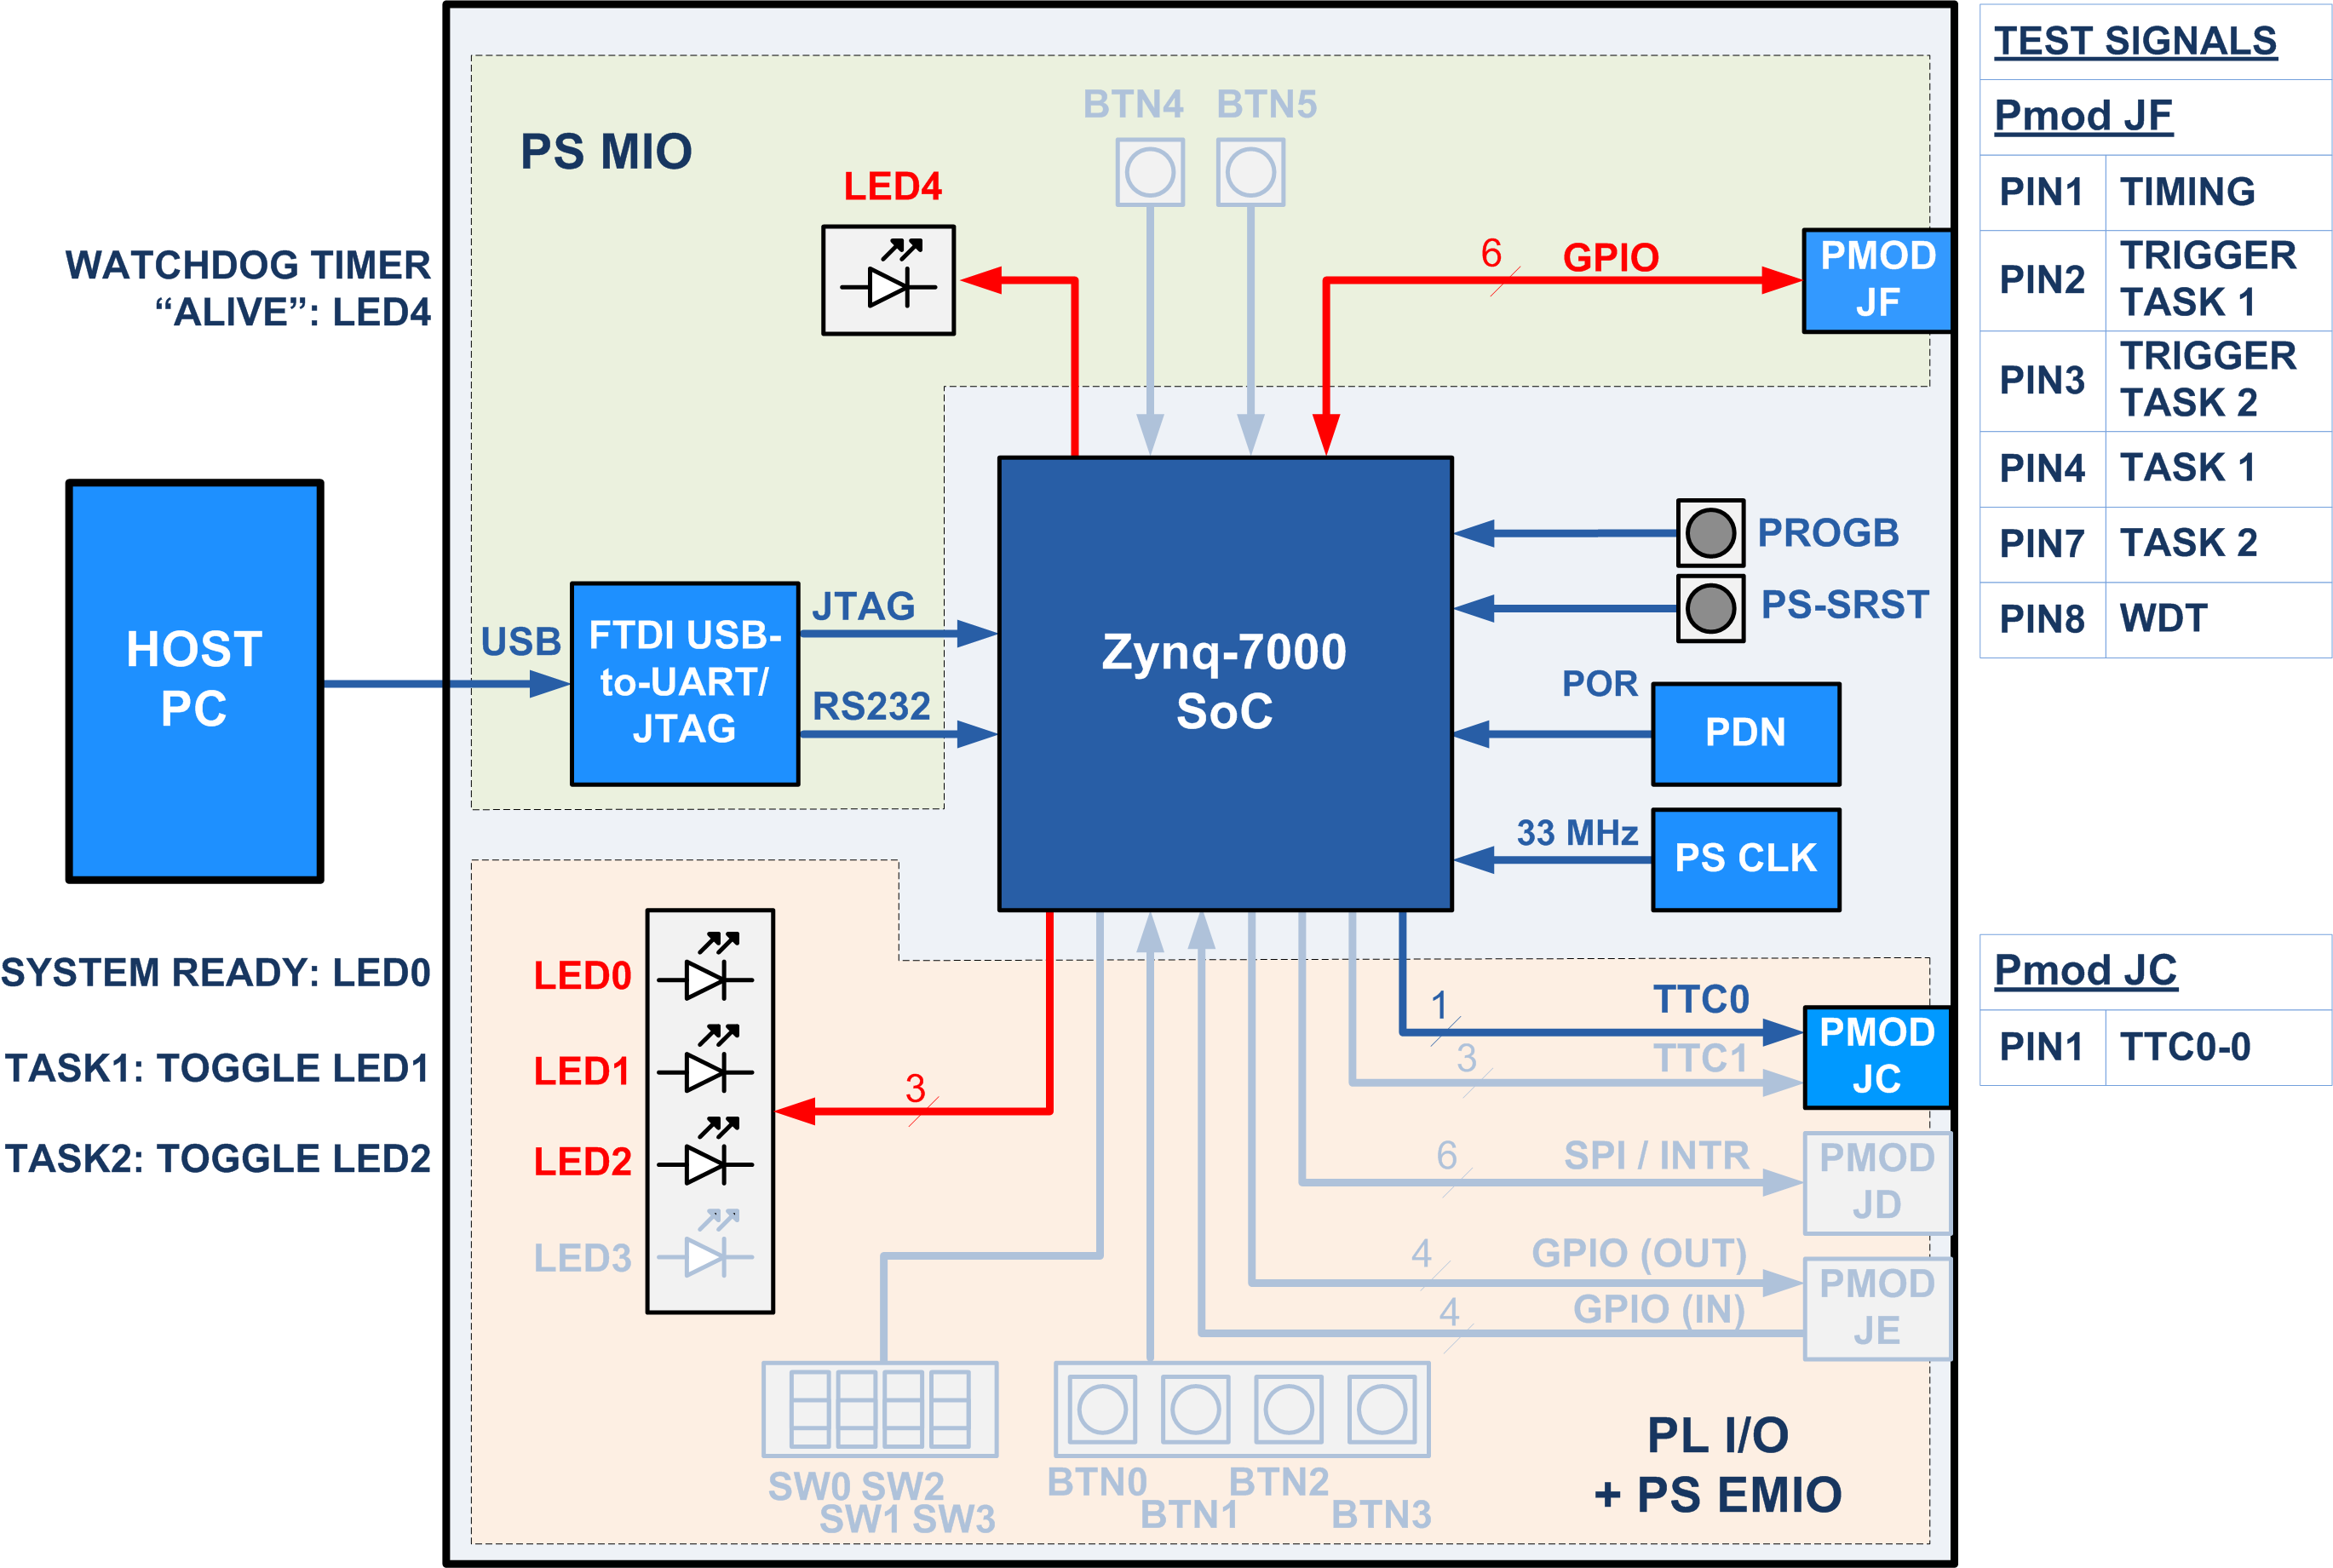 PS MIO
BTN4
BTN5
LED4
6
GPIO
PMOD
JF
WATCHDOG TIMER
“ALIVE”: LED4
HOST
PC
USB
FTDI USB-
to-UART/
JTAG
JTAG
RS232
Zynq-7000
SoC
PROGB
PS-SRST
POR
PDN
33 MHz
PS CLK
SYSTEM READY: LED0
TASK1: TOGGLE LED1
TASK2: TOGGLE LED2
LED0
LED1
LED2
LED3
3
1
TTC0
3
TTC1
PMOD
JC
6
SPI / INTR
PMOD
JD
4
GPIO (OUT)
4
GPIO (IN)
PMOD
JE
SW0 SW2
SW1 SW3
BTN0
BTN2
BTN1
BTN3
PL I/O
+ PS EMIO
TEST SIGNALS
Pmod JF
PIN1 TIMING
PIN2 TRIGGER
TASK 1
PIN3 TRIGGER
TASK 2
PIN4 TASK 1
PIN7 TASK 2
PIN8 WDT
Pmod JC
PIN1 TTC0-0